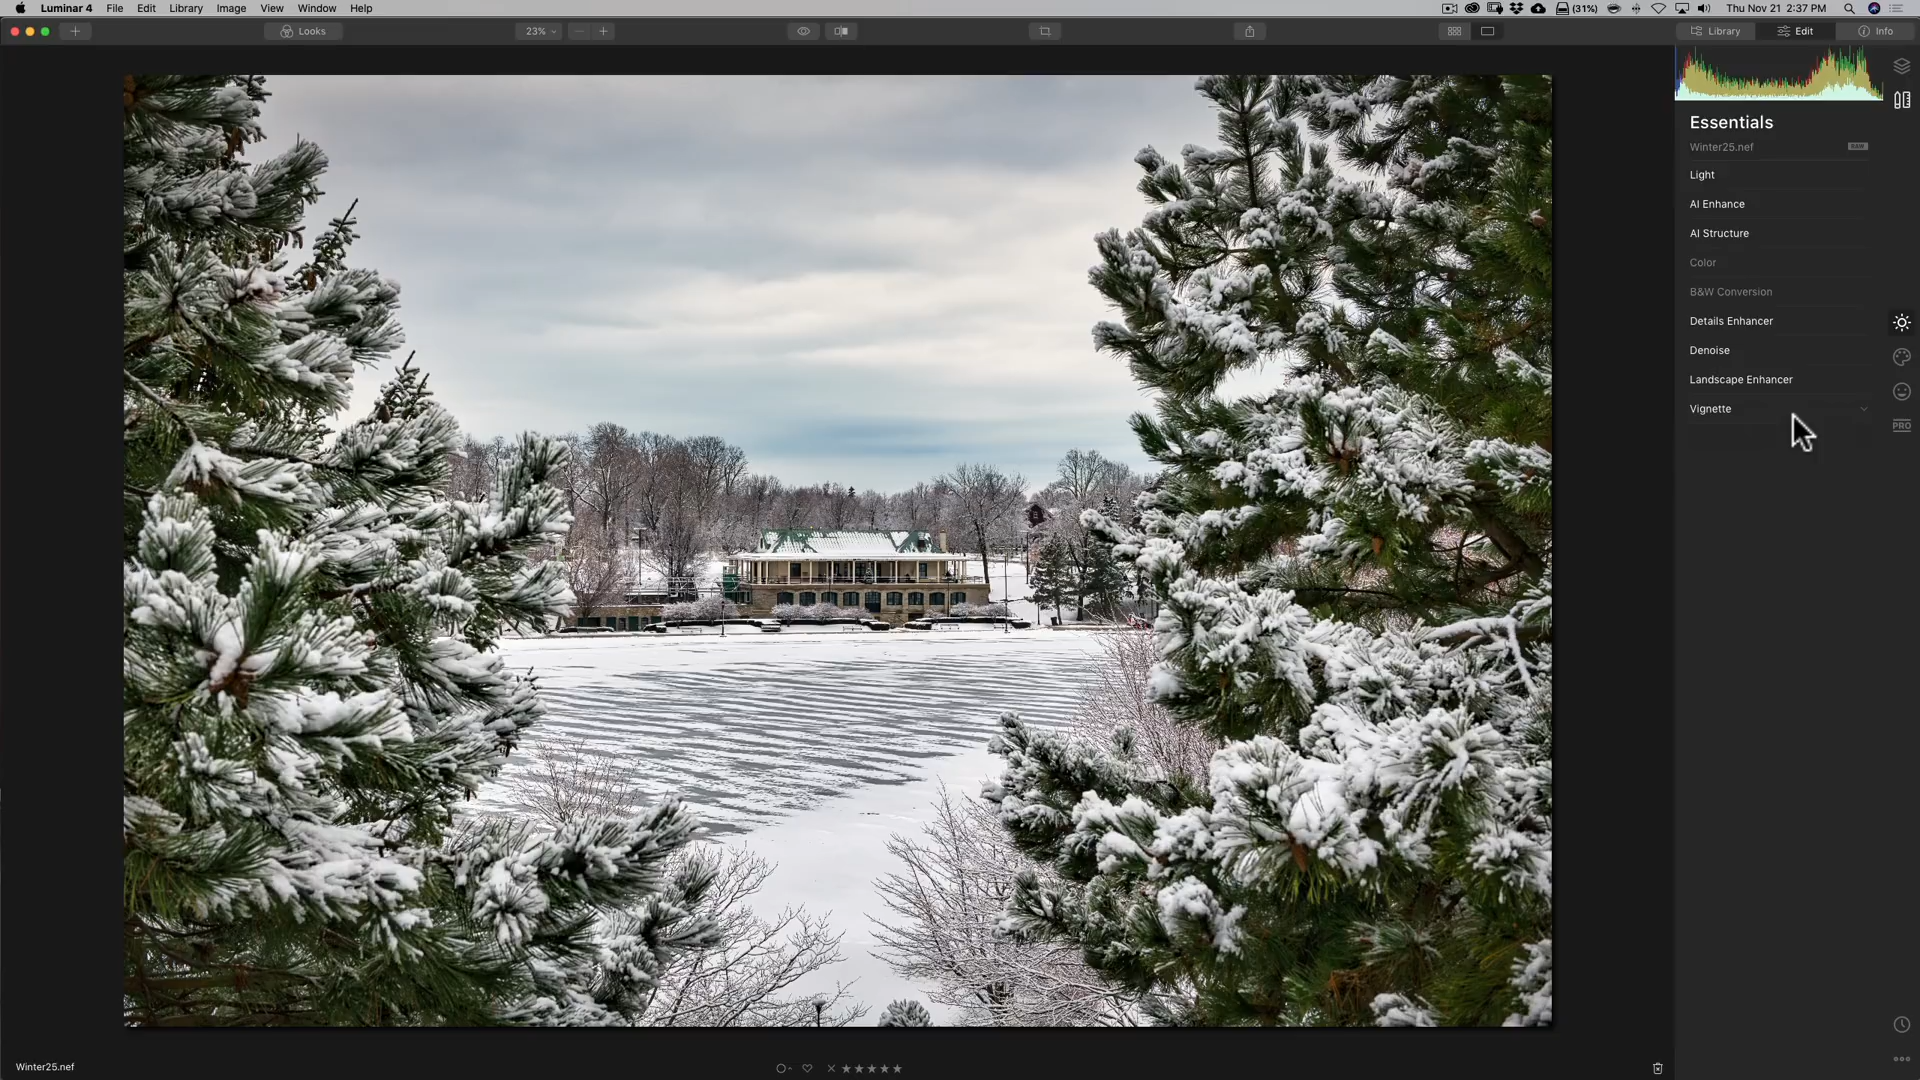 Luminar 4 File Edit Library Image View Window Help (31%) Thu Nov 21 2:37 PM
Looks 23% Library Edit Info
Essentials
Winter25.nef RAW
Light
AI Enhance
AI Structure
Color
B&W Conversion
Details Enhancer
Denoise
Landscape Enhancer
Vignette
PRO
Winter25.nef